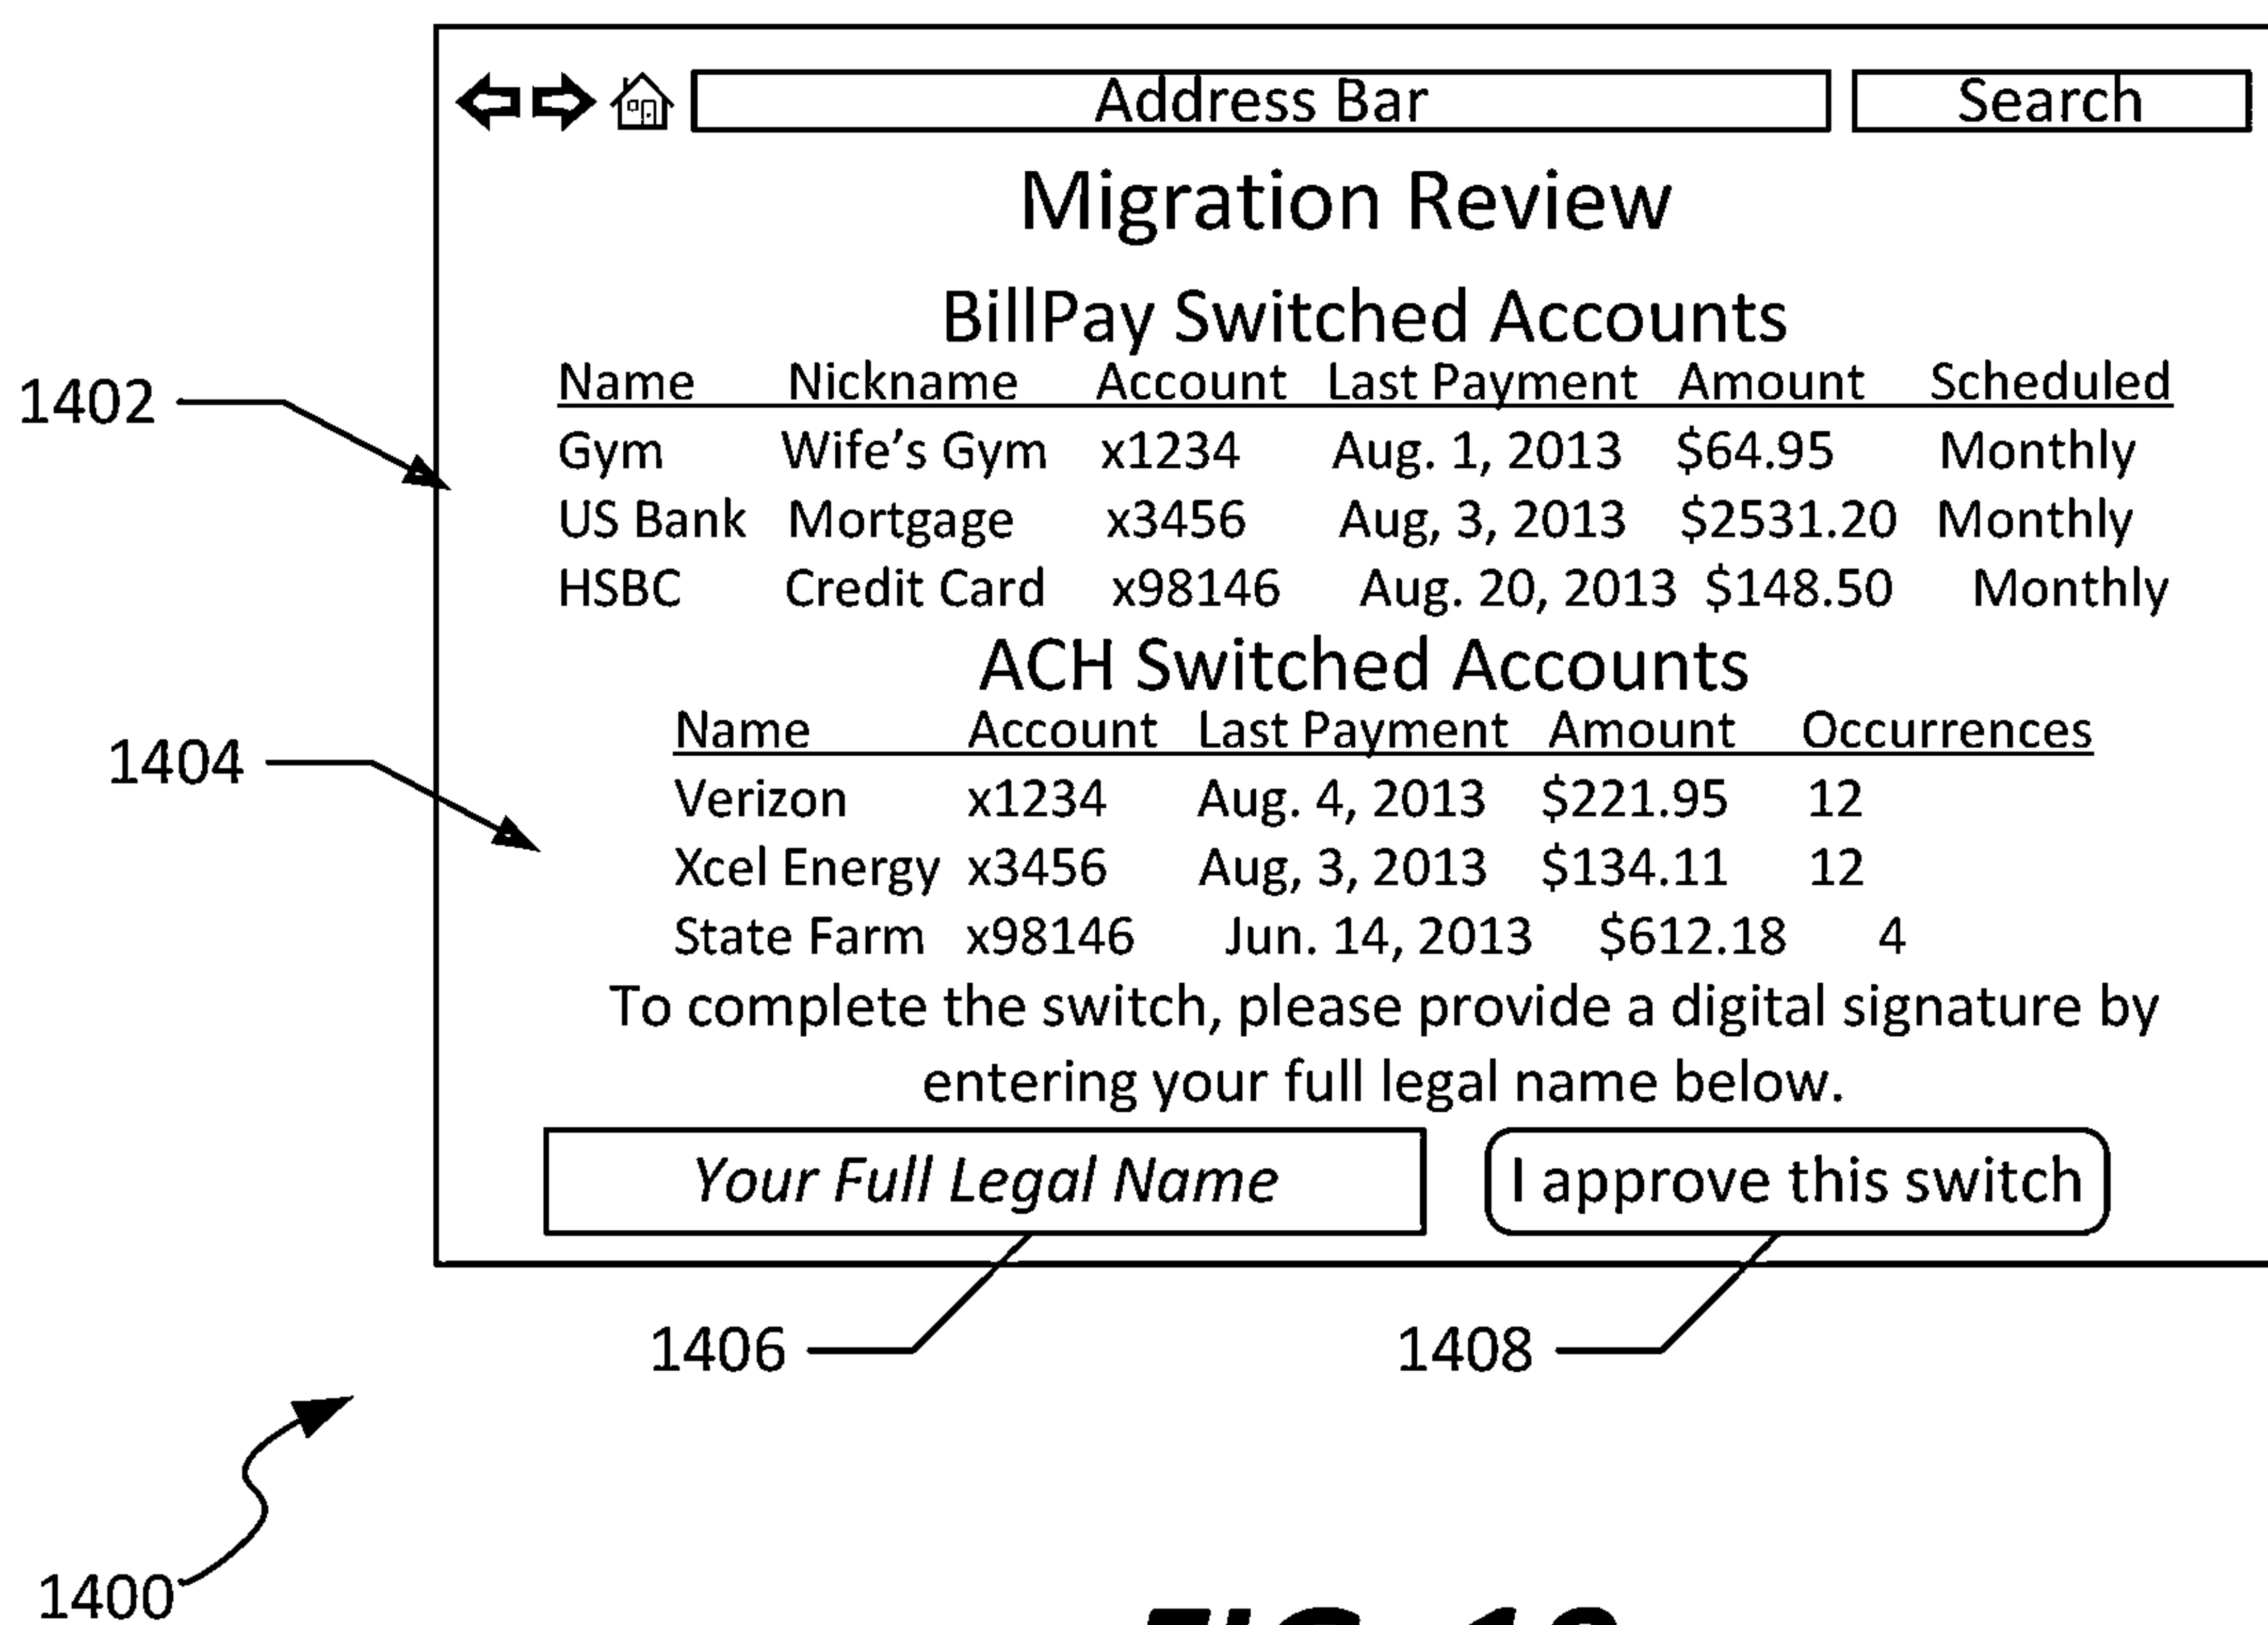 Address Bar Search
Migration Review
BillPay Switched Accounts
Name Nickname Account Last Payment Amount Scheduled
1402
Gym Wife's Gym x1234 Aug. 1, 2013 $64.95 Monthly
US Bank Mortgage x3456 Aug, 3, 2013 $2531.20 Monthly
HSBC Credit Card x98146 Aug. 20, 2013 $148.50 Monthly
ACH Switched Accounts
Name Account Last Payment Amount Occurrences
1404
Verizon x1234 Aug. 4, 2013 $221.95 12
Xcel Energy x3456 Aug, 3, 2013 $134.11 12
State Farm x98146 Jun. 14, 2013 $612.18 4
To complete the switch, please provide a digital signature by
entering your full legal name below.
Your Full Legal Name I approve this switch
1406 1408
1400